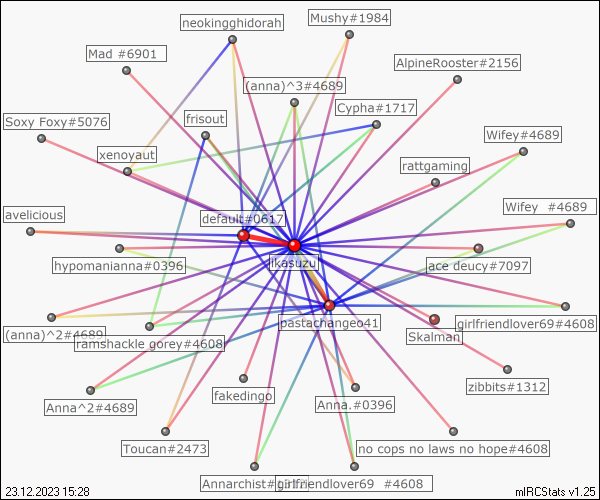 neokingghidorah
Mushy#1984
Mad #6901
AlpineRooster#2156
(anna)^3#4689
Cypha#1717
Soxy Foxy#5076
frisout
Wifey#4689
xenoyaut
rattgaming
avelicious
default#0617
Wifey #4689
hypomanianna#0396
ikasuzu
ace deucy#7097
(anna)^2#4689
ramshackle gorey#4608
pastachangeo41
girlfriendlover69#4608
Skalman
zibbits#1312
Anna^2#4689
fakedingo
Anna.#0396
Toucan#2473
no cops no laws no hope#4608
Annarchist#
girlfriendlover69 #4608
23.12.2023 15:28
mIRCStats v1.25